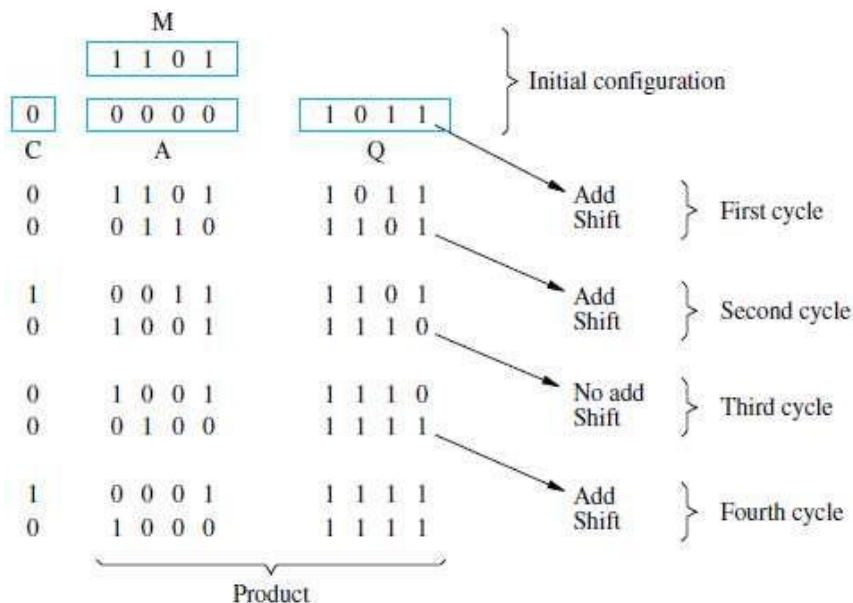 M
1 1 0 1
Initial configuration
0 0 0 0 0 1 0 1 1
C A Q
0 1 1 0 1 1 0 1 1 Add
First cycle
0 0 1 1 0 1 1 0 1 Shift
1 0 0 1 1 1 1 0 1 Add
Second cycle
0 1 0 0 1 1 1 1 0 Shift
0 1 0 0 1 1 1 1 0 No add
Third cycle
0 0 1 0 0 1 1 1 1 Shift
1 0 0 0 1 1 1 1 1 Add
Fourth cycle
0 1 0 0 0 1 1 1 1 Shift
Product